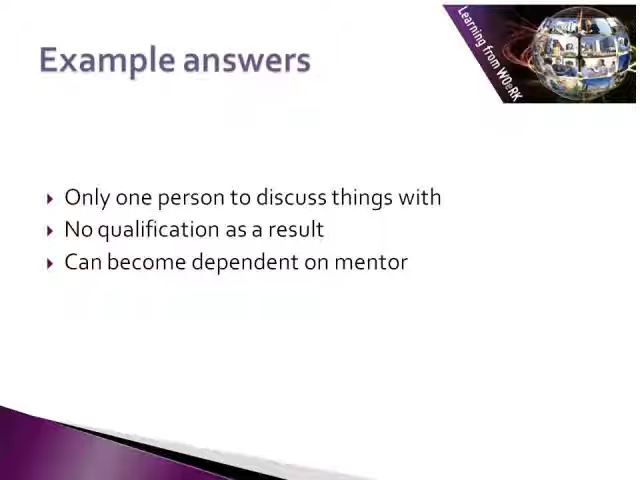 Example answers
Learning from WOeRK
Only one person to discuss things with
No qualification as a result
Can become dependent on mentor